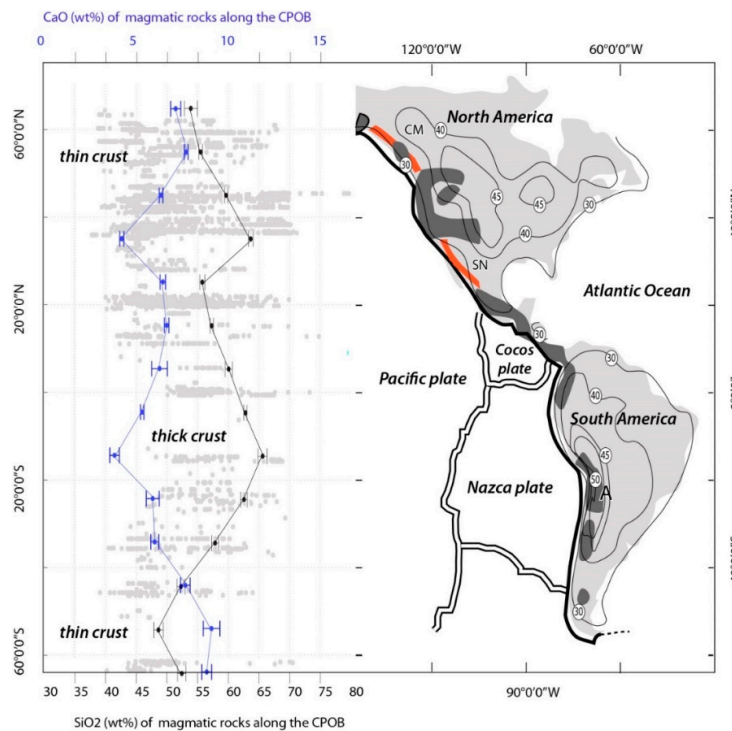 CaO (wt%) of magmatic rocks along the CPOB
0 5 10 15
120°0'0"W 60°0'0"W
60°0'0"N
20°0'0"N
20°0'0"S
60°0'0"S
thin crust
thick crust
thin crust
30 35 40 45 50 55 60 65 70 75 80
SiO2 (wt%) of magmatic rocks along the CPOB
North America
CM
40
30
45
45
30
40
SN
Atlantic Ocean
30
30
Cocos
plate
Pacific plate
40
South America
45
50
A
Nazca plate
30
90°0'0"W